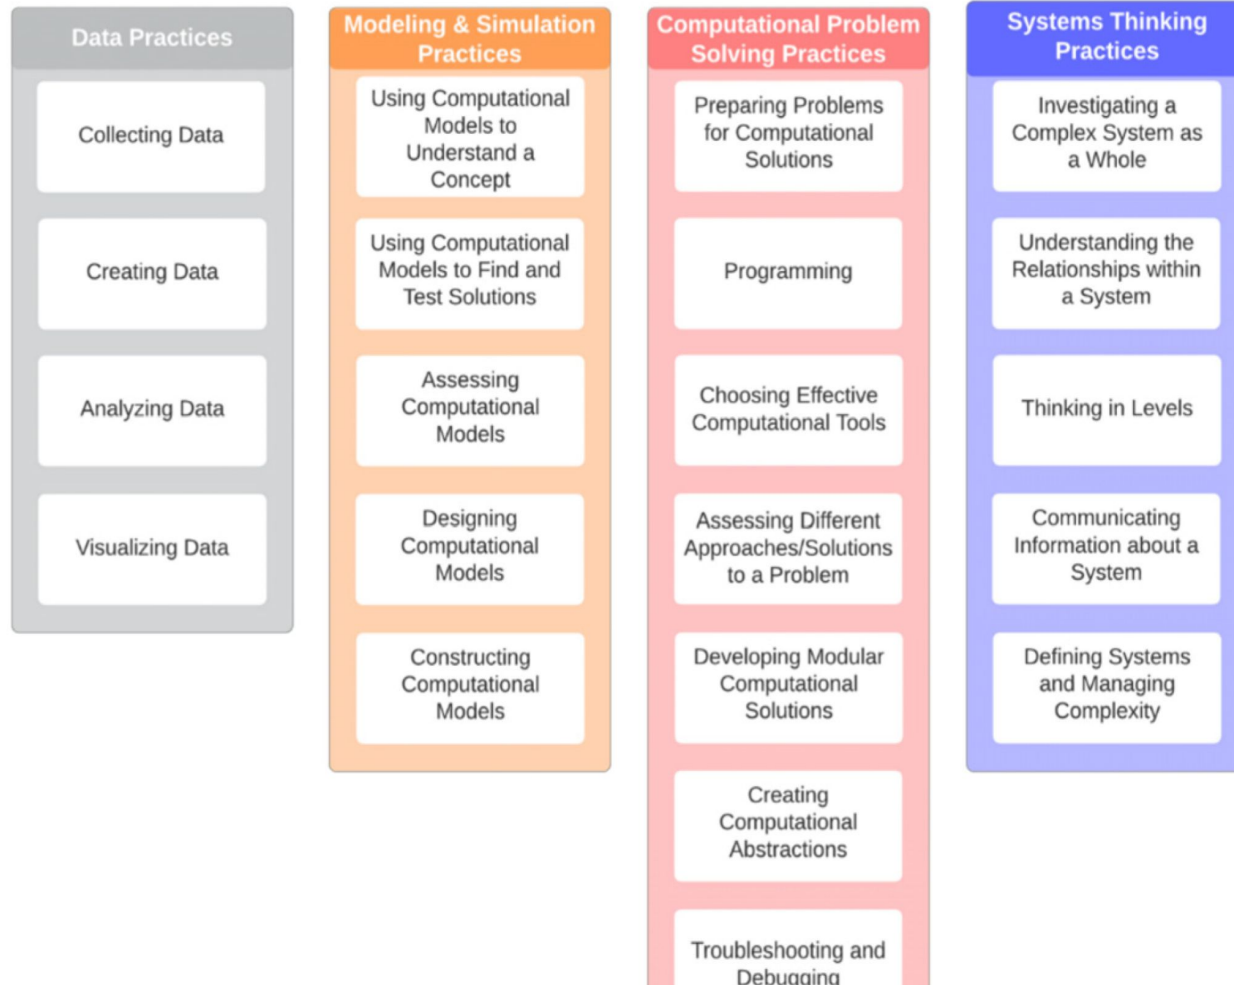 Data Practices
Collecting Data
Creating Data
Analyzing Data
Visualizing Data
Modeling & Simulation
Practices
Using Computational
Models to
Understand a
Concept
Using Computational
Models to Find and
Test Solutions
Assessing
Computational
Models
Designing
Computational
Models
Constructing
Computational
Models
Computational Problem
Solving Practices
Preparing Problems
for Computational
Solutions
Programming
Choosing Effective
Computational Tools
Assessing Different
Approaches/Solutions
to a Problem
Developing Modular
Computational
Solutions
Creating
Computational
Abstractions
Troubleshooting and
Debugging
Systems Thinking
Practices
Investigating a
Complex System as
a Whole
Understanding the
Relationships within
a System
Thinking in Levels
Communicating
Information about a
System
Defining Systems
and Managing
Complexity